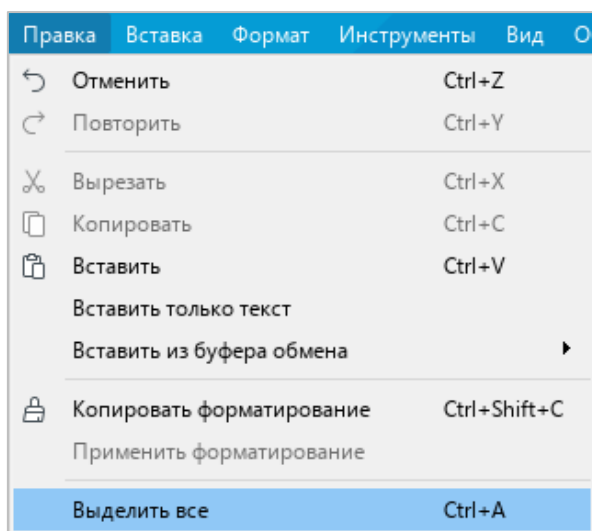 Правка Вставка Формат Инструменты Вид
Отменить Ctrl+Z
Повторить Ctrl+Y
Вырезать Ctrl+X
Копировать Ctrl+C
Вставить Ctrl+V
Вставить только текст
Вставить из буфера обмена
Копировать форматирование Ctrl+Shift+C
Применить форматирование
Выделить все Ctrl+A